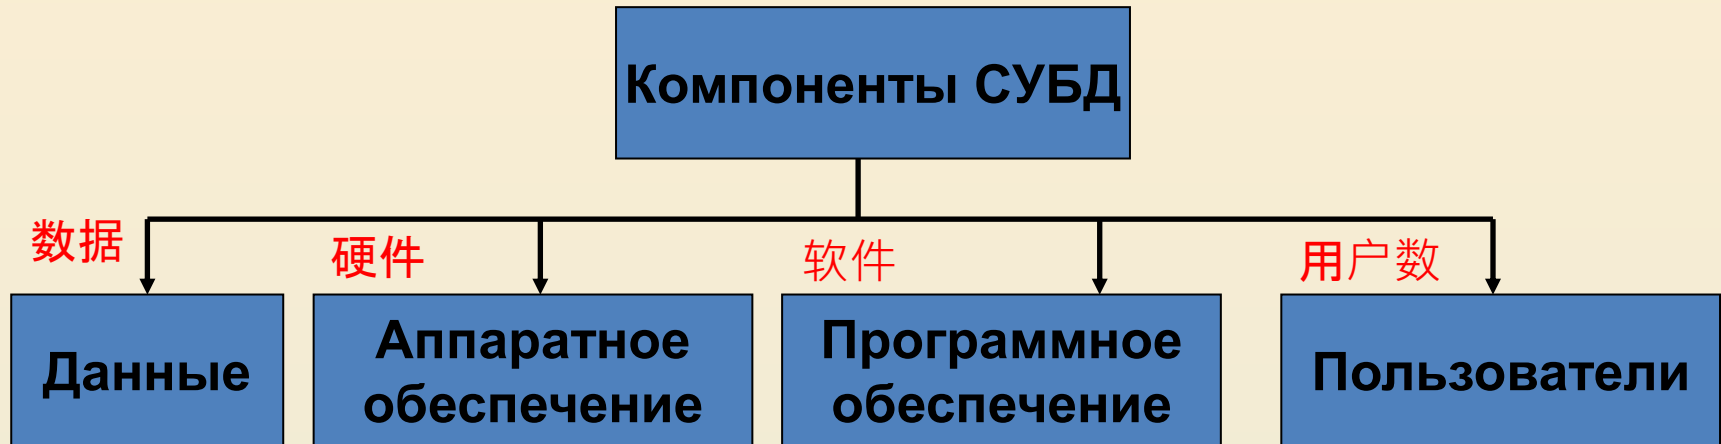 Компоненты СУБД
数据
硬件
软件
用户数
Данные
Аппаратное
обеспечение
Программное
обеспечение
Пользователи